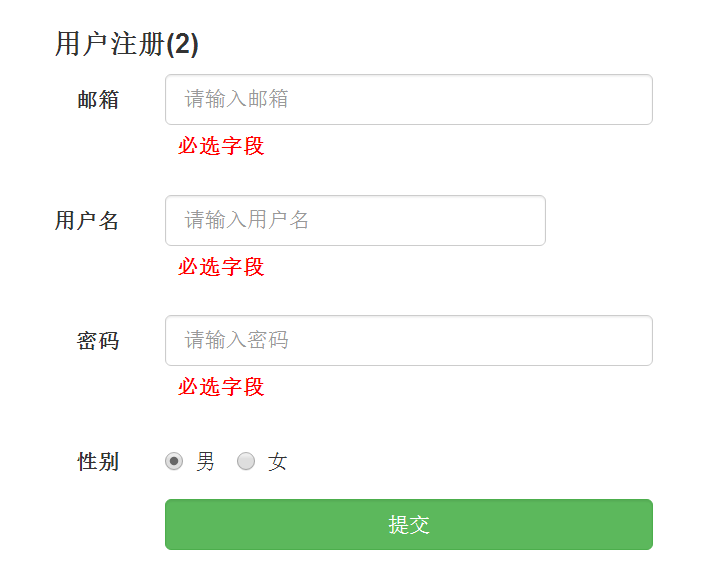 用户注册(2)
邮箱 请输入邮箱
必选字段
用户名 请输入用户名
必选字段
密码 请输入密码
必选字段
性别 男 女
提交